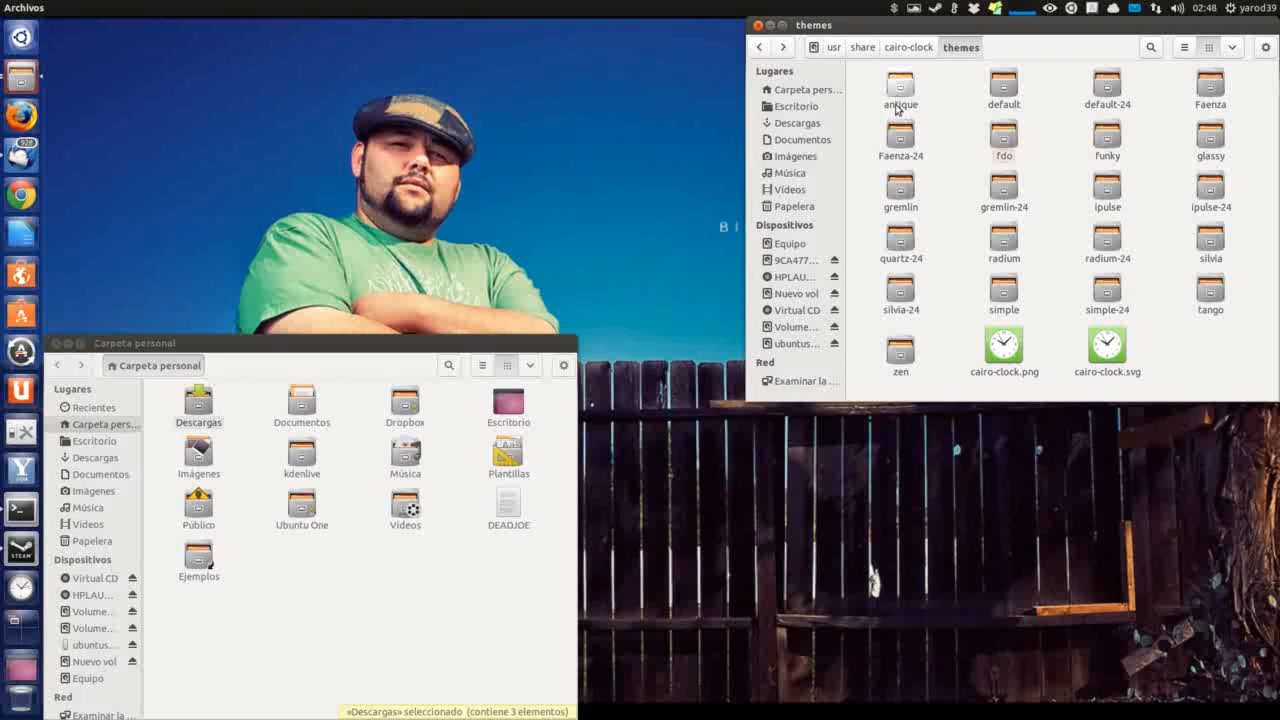 Archivos
02:48
yarod39
928
themes
usr
share
cairo-clock
themes
Lugares
Carpeta pers...
Escritorio
Descargas
Documentos
Imágenes
Música
Vídeos
Papelera
Dispositivos
Equipo
9CA477...
HPLAU...
Nuevo vol
Virtual CD
Volume...
ubuntus...
Red
Examinar la ...
antique
default
default-24
Faenza
Faenza-24
fdo
funky
glassy
gremlin
gremlin-24
ipulse
ipulse-24
quartz-24
radium
radium-24
silvia
silvia-24
simple
simple-24
tango
zen
cairo-clock.png
cairo-clock.svg
B
Carpeta personal
Carpeta personal
Lugares
Recientes
Carpeta pers...
Escritorio
Descargas
Documentos
Imágenes
Música
Vídeos
Papelera
Dispositivos
Virtual CD
HPLAU...
Volume...
Volume...
ubuntus...
Nuevo vol
Equipo
Red
Examinar la ...
Descargas
Documentos
Dropbox
Escritorio
Imágenes
kdenlive
Música
Plantillas
Público
Ubuntu One
Vídeos
DEADJOE
Ejemplos
«Descargas» seleccionado (contiene 3 elementos)